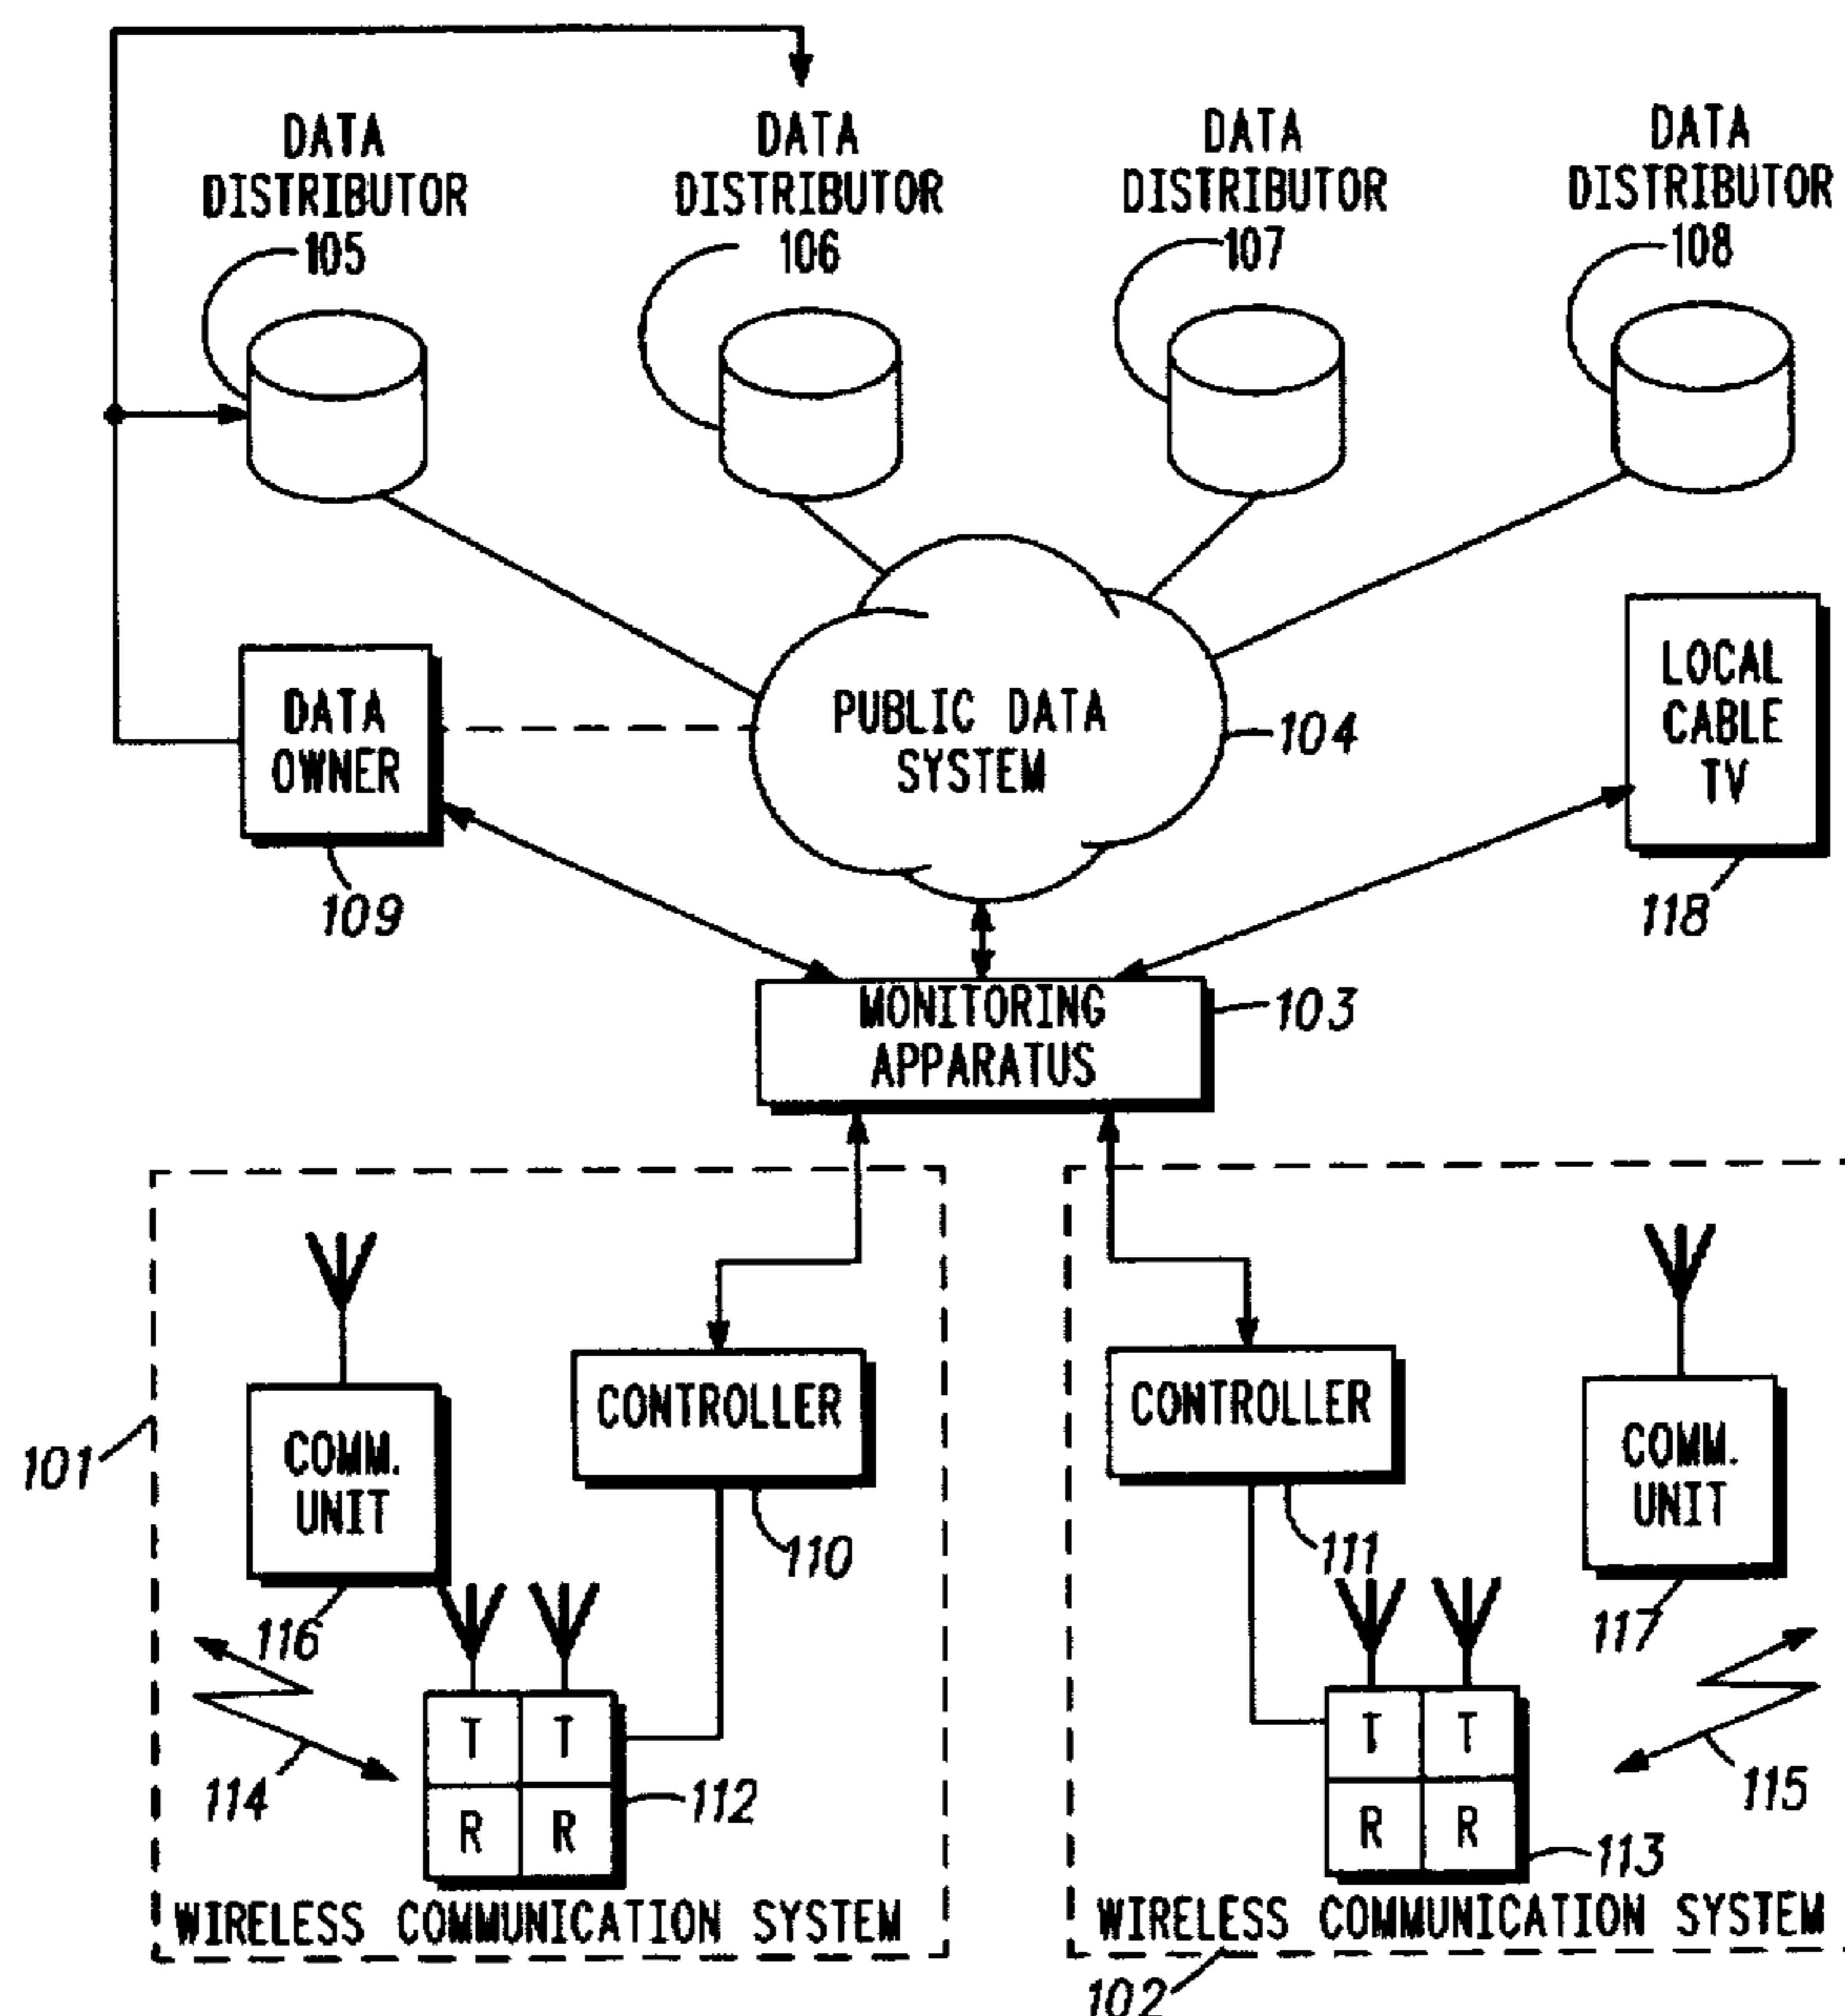 DATA
DISTRIBUTOR
105
DATA
DISTRIBUTOR
106
DATA
DISTRIBUTOR
107
DATA
DISTRIBUTOR
108
DATA
OWNER
109
PUBLIC DATA
SYSTEM
104
LOCAL
CABLE
TV
118
MONITORING
APPARATUS
103
101
COMM.
UNIT
116
CONTROLLER
110
114
T T
R R
112
WIRELESS COMMUNICATION SYSTEM
CONTROLLER
111
COMM.
UNIT
117
T T
R R
113
115
WIRELESS COMMUNICATION SYSTEM
102